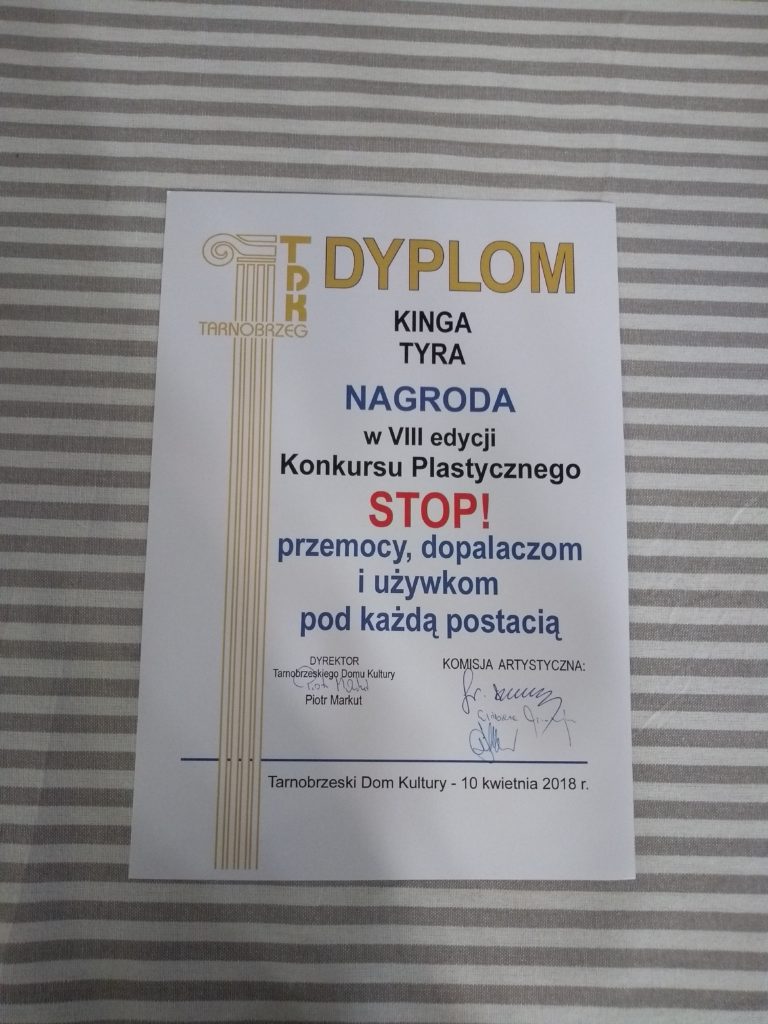 TDK
TARNOBRZEG
DYPLOM
KINGA
TYRA
NAGRODA
w VIII edycji
Konkursu Plastycznego
STOP!
przemocy, dopalaczom
i używkom
pod każdą postacią
DYREKTOR
Tarnobrzeskiego Domu Kultury
Piotr Markut
KOMISJA ARTYSTYCZNA:
Tarnobrzeski Dom Kultury - 10 kwietnia 2018 r.